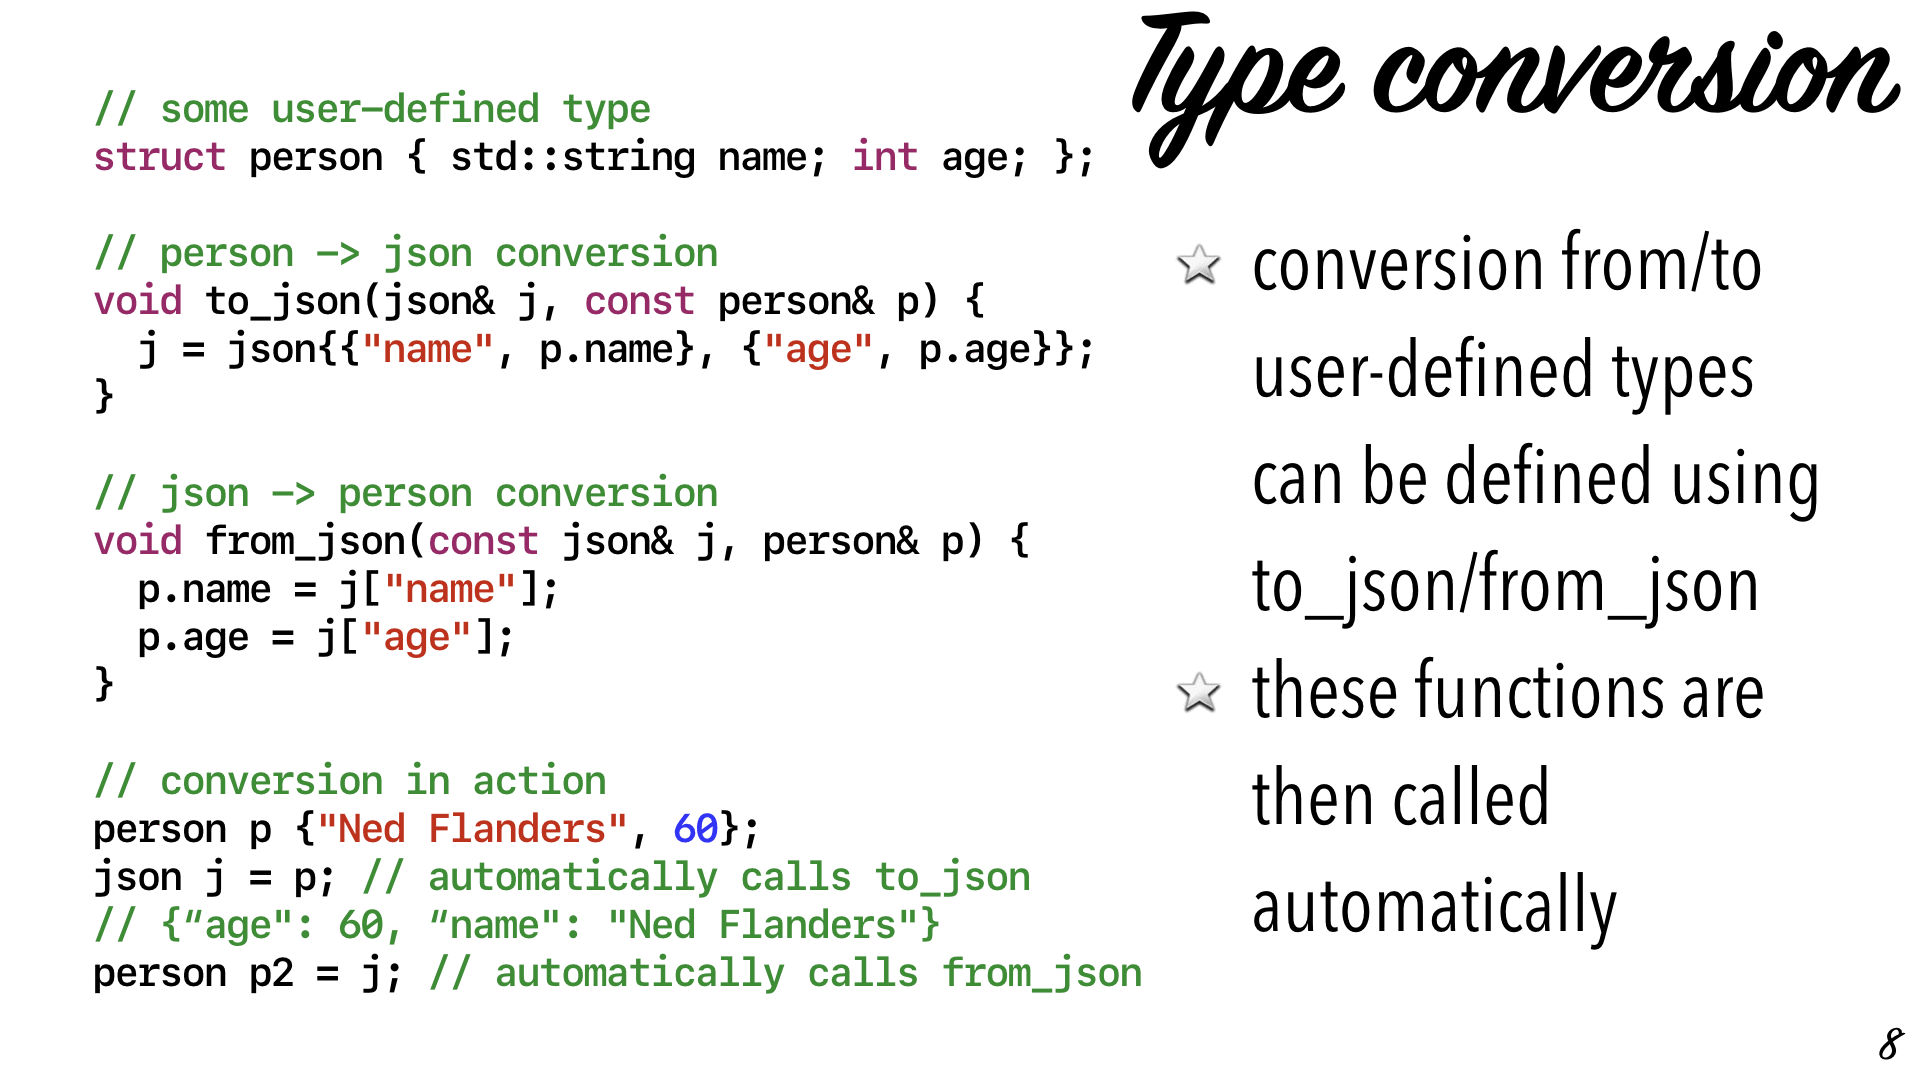 Type conversion
// some user-defined type
struct person { std::string name; int age; };
// person -> json conversion
void to_json(json& j, const person& p) {
  j = json{{"name", p.name}, {"age", p.age}};
}
// json -> person conversion
void from_json(const json& j, person& p) {
  p.name = j["name"];
  p.age = j["age"];
}
// conversion in action
person p {"Ned Flanders", 60};
json j = p; // automatically calls to_json
// {“age": 60, “name": "Ned Flanders"}
person p2 = j; // automatically calls from_json
conversion from/to
user-defined types
can be defined using
to_json/from_json
these functions are
then called
automatically
8